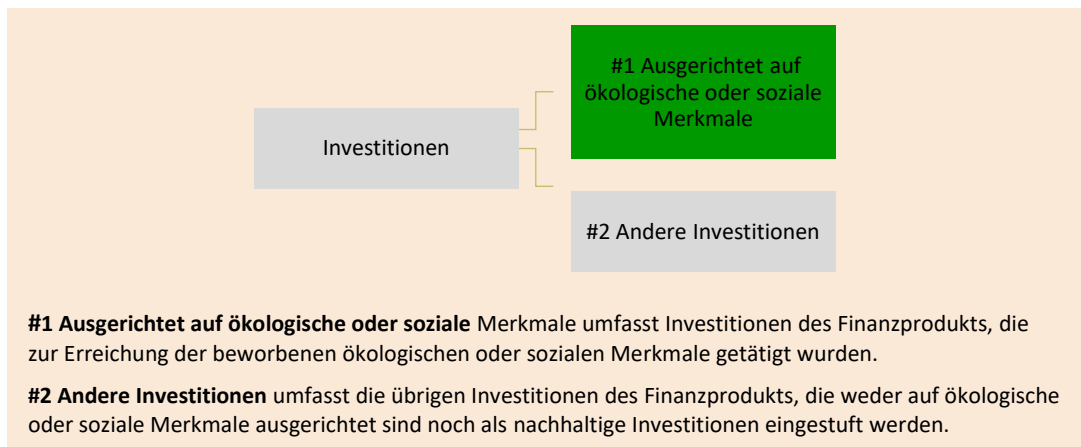 #1 Ausgerichtet auf
ökologische oder soziale
Merkmale
Investitionen
#2 Andere Investitionen
#1 Ausgerichtet auf ökologische oder soziale Merkmale umfasst Investitionen des Finanzprodukts, die
zur Erreichung der beworbenen ökologischen oder sozialen Merkmale getätigt wurden.
#2 Andere Investitionen umfasst die übrigen Investitionen des Finanzprodukts, die weder auf ökologische
oder soziale Merkmale ausgerichtet sind noch als nachhaltige Investitionen eingestuft werden.